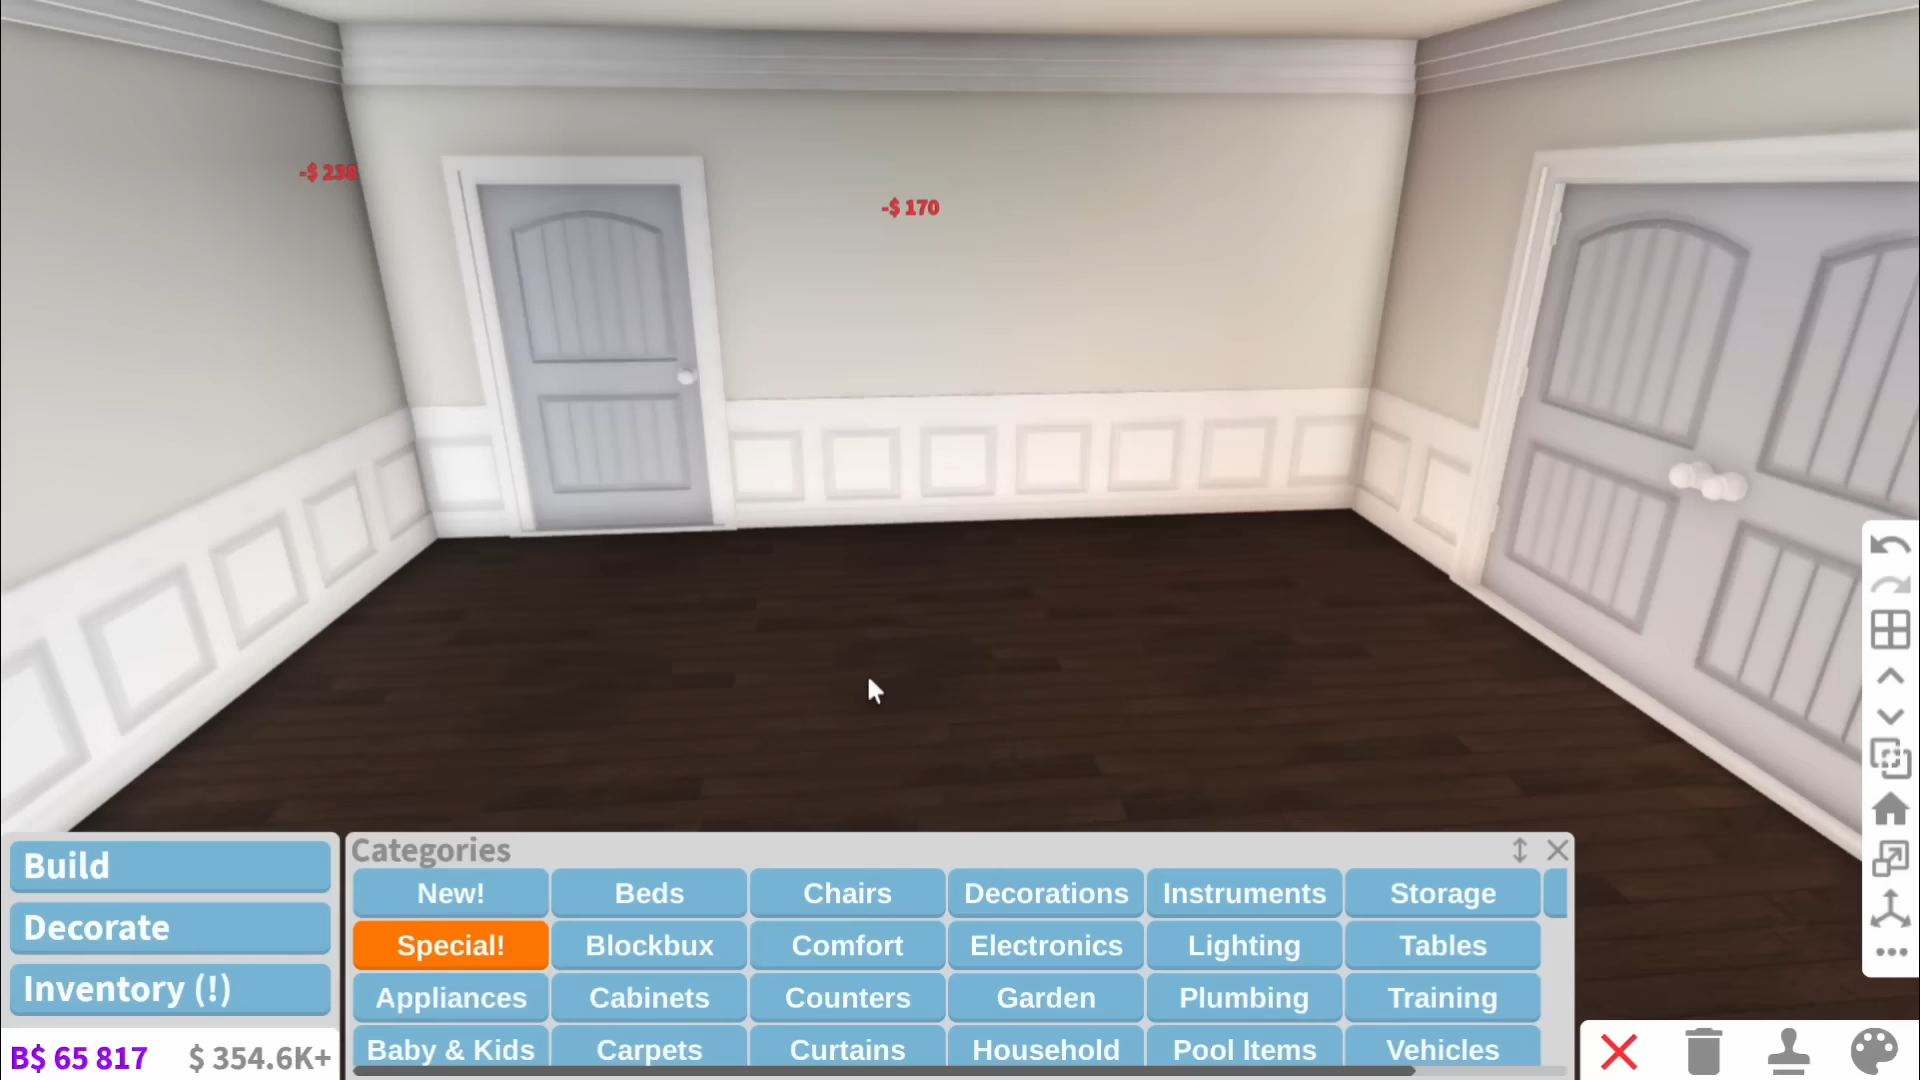 -$ 238
-$ 170
Build
Decorate
Inventory (!)
B$ 65 817 $ 354.6K+
Categories
New! Beds Chairs Decorations Instruments Storage
Special! Blockbux Comfort Electronics Lighting Tables
Appliances Cabinets Counters Garden Plumbing Training
Baby & Kids Carpets Curtains Household Pool Items Vehicles